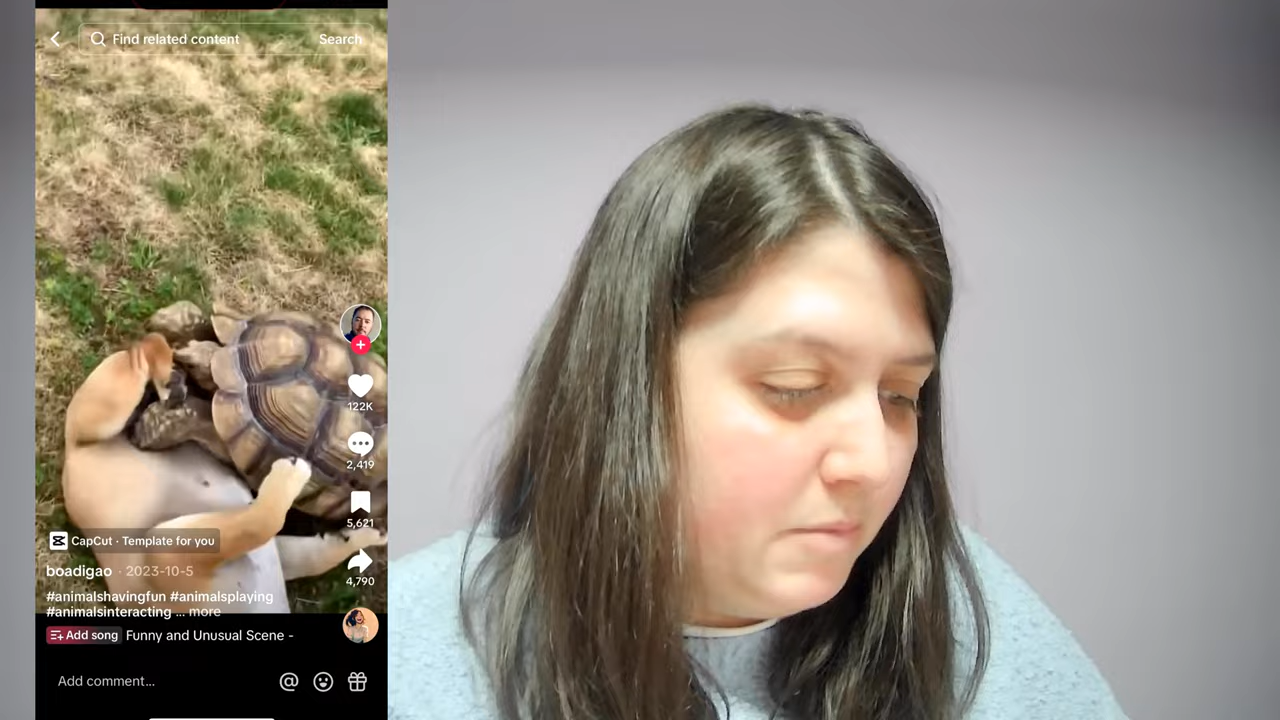 Find related content Search
122K
2,419
5,621
CapCut · Template for you
boadigao · 2023-10-5
4,790
#animalshavingfun #animalsplaying
#animalsinteracting ... more
Add song Funny and Unusual Scene -
Add comment...